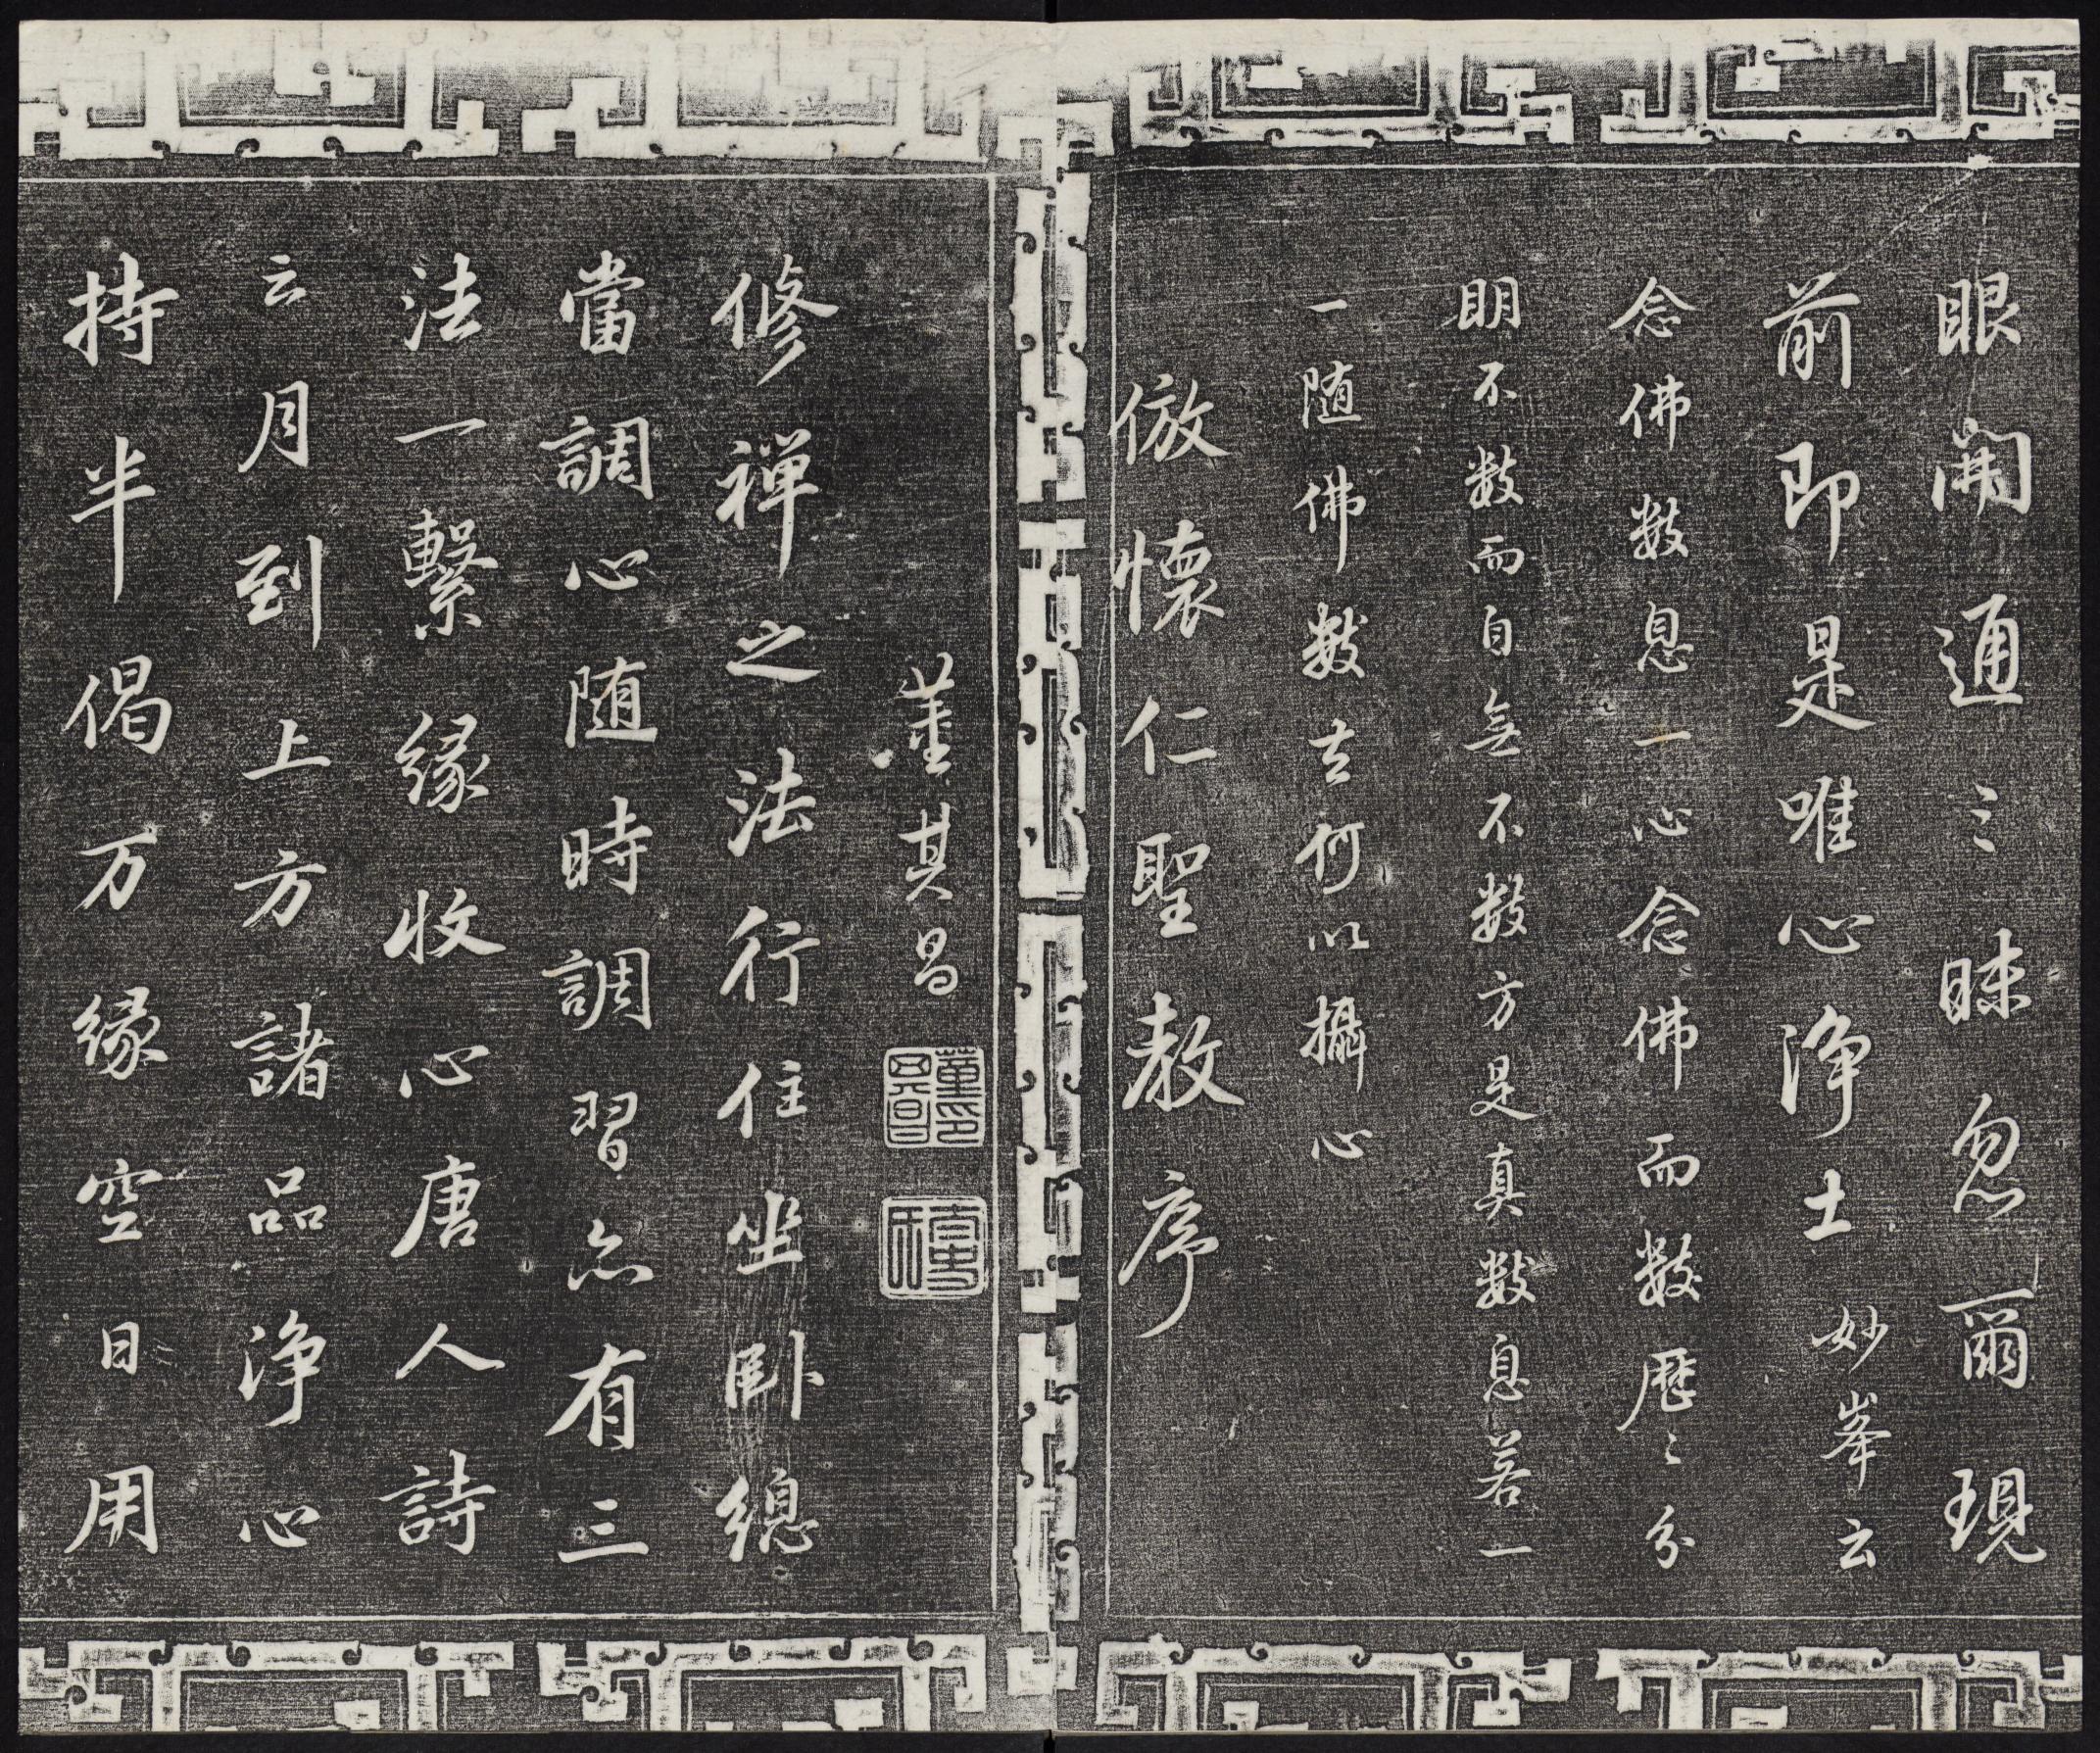 眼開通三昧忽爾現
前即是唯心淨土妙峯云
念佛數息一心念佛而數歷〻分
明不數而自無不數方是真數息若一
一隨佛數去何以攝心
倣懷仁聖教序
董其昌
修禪之法行住坐臥總
當調心隨時調習亦有三
法一繫緣收心唐人詩
云月到上方諸品淨心
持半偈万緣空日用